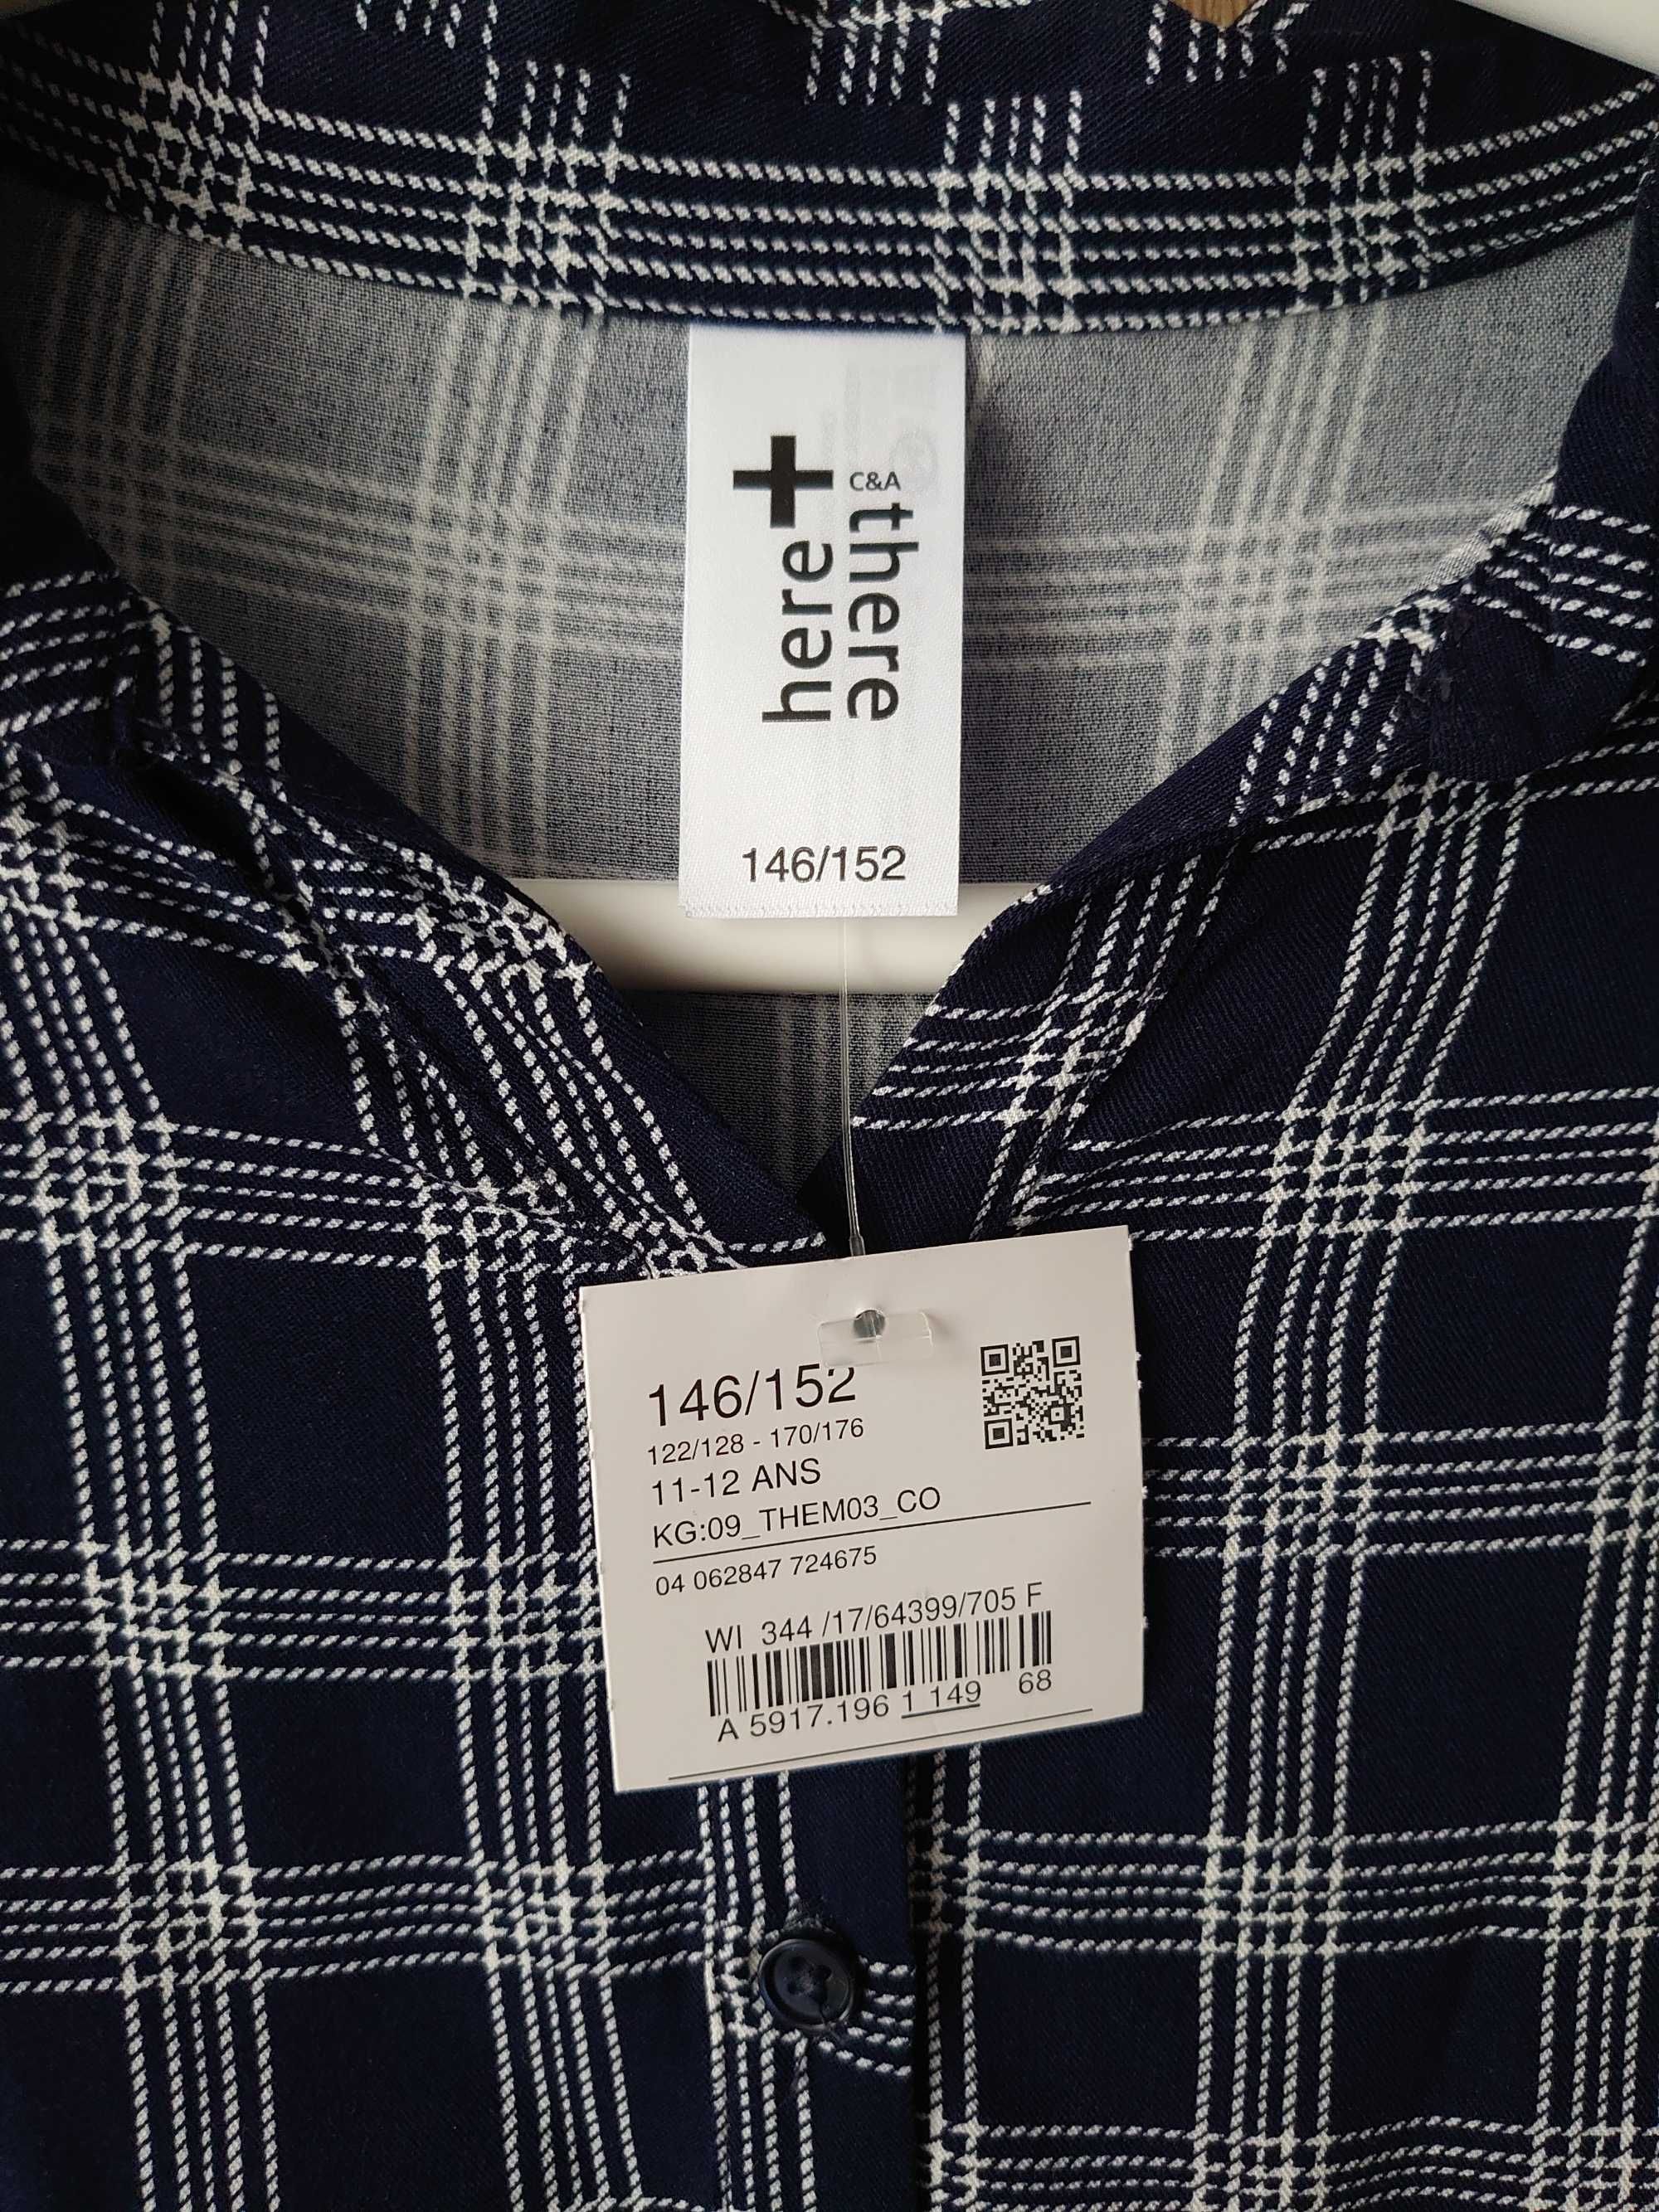 here+
C&A
there
146/152
146/152
122/128 - 170/176
11-12 ANS
KG:09_THEM03_CO
04 062847 724675
WI 344 /17/64399/705 F
A 5917.196 1 149 68